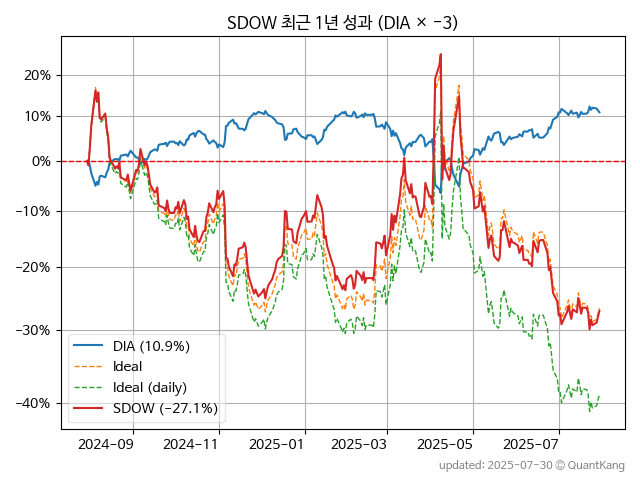 SDOW 최근 1년 성과 (DIA × −3)
20%
10%
0%
−10%
−20%
−30%
−40%
DIA (10.9%)
Ideal
Ideal (daily)
SDOW (−27.1%)
2024-09
2024-11
2025-01
2025-03
2025-05
2025-07
updated: 2025-07-30 © QuantKang